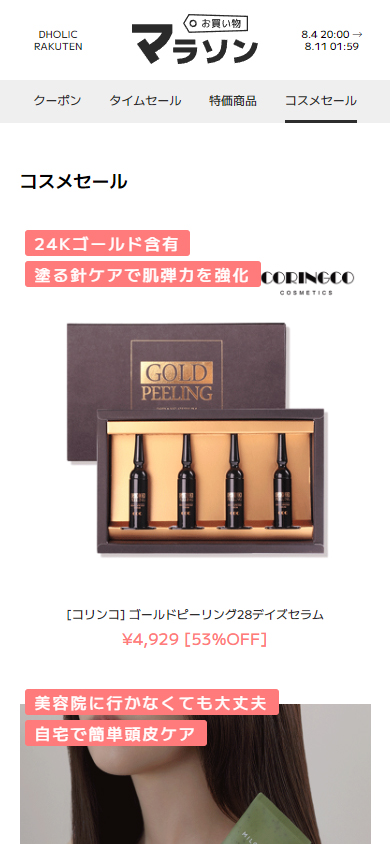 DHOLIC
RAKUTEN
お買い物
マラソン
8.4 20:00 →
8.11 01:59
クーポン
タイムセール
特価商品
コスメセール
コスメセール
24Kゴールド含有
塗る針ケアで肌弾力を強化
CORINGCO
COSMETICS
GOLD
PEELING
[コリンコ] ゴールドピーリング28デイズセラム
¥4,929 [53%OFF]
美容院に行かなくても大丈夫
自宅で簡単頭皮ケア